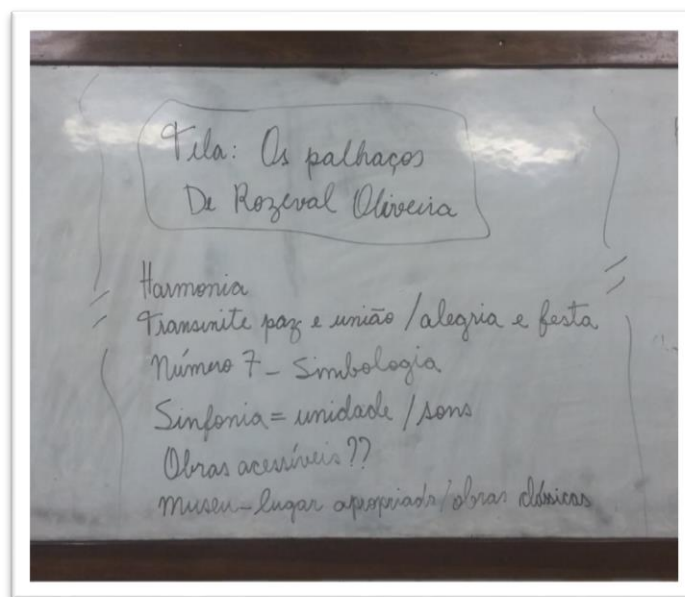 Tela: Os palhaços
De Rozeval Oliveira
Harmonia
Transmite paz e união / alegria e festa
Número 7 - Simbologia
Sinfonia = unidade / sons
Obras acessíveis??
Museu - lugar apropriado / obras clássicas